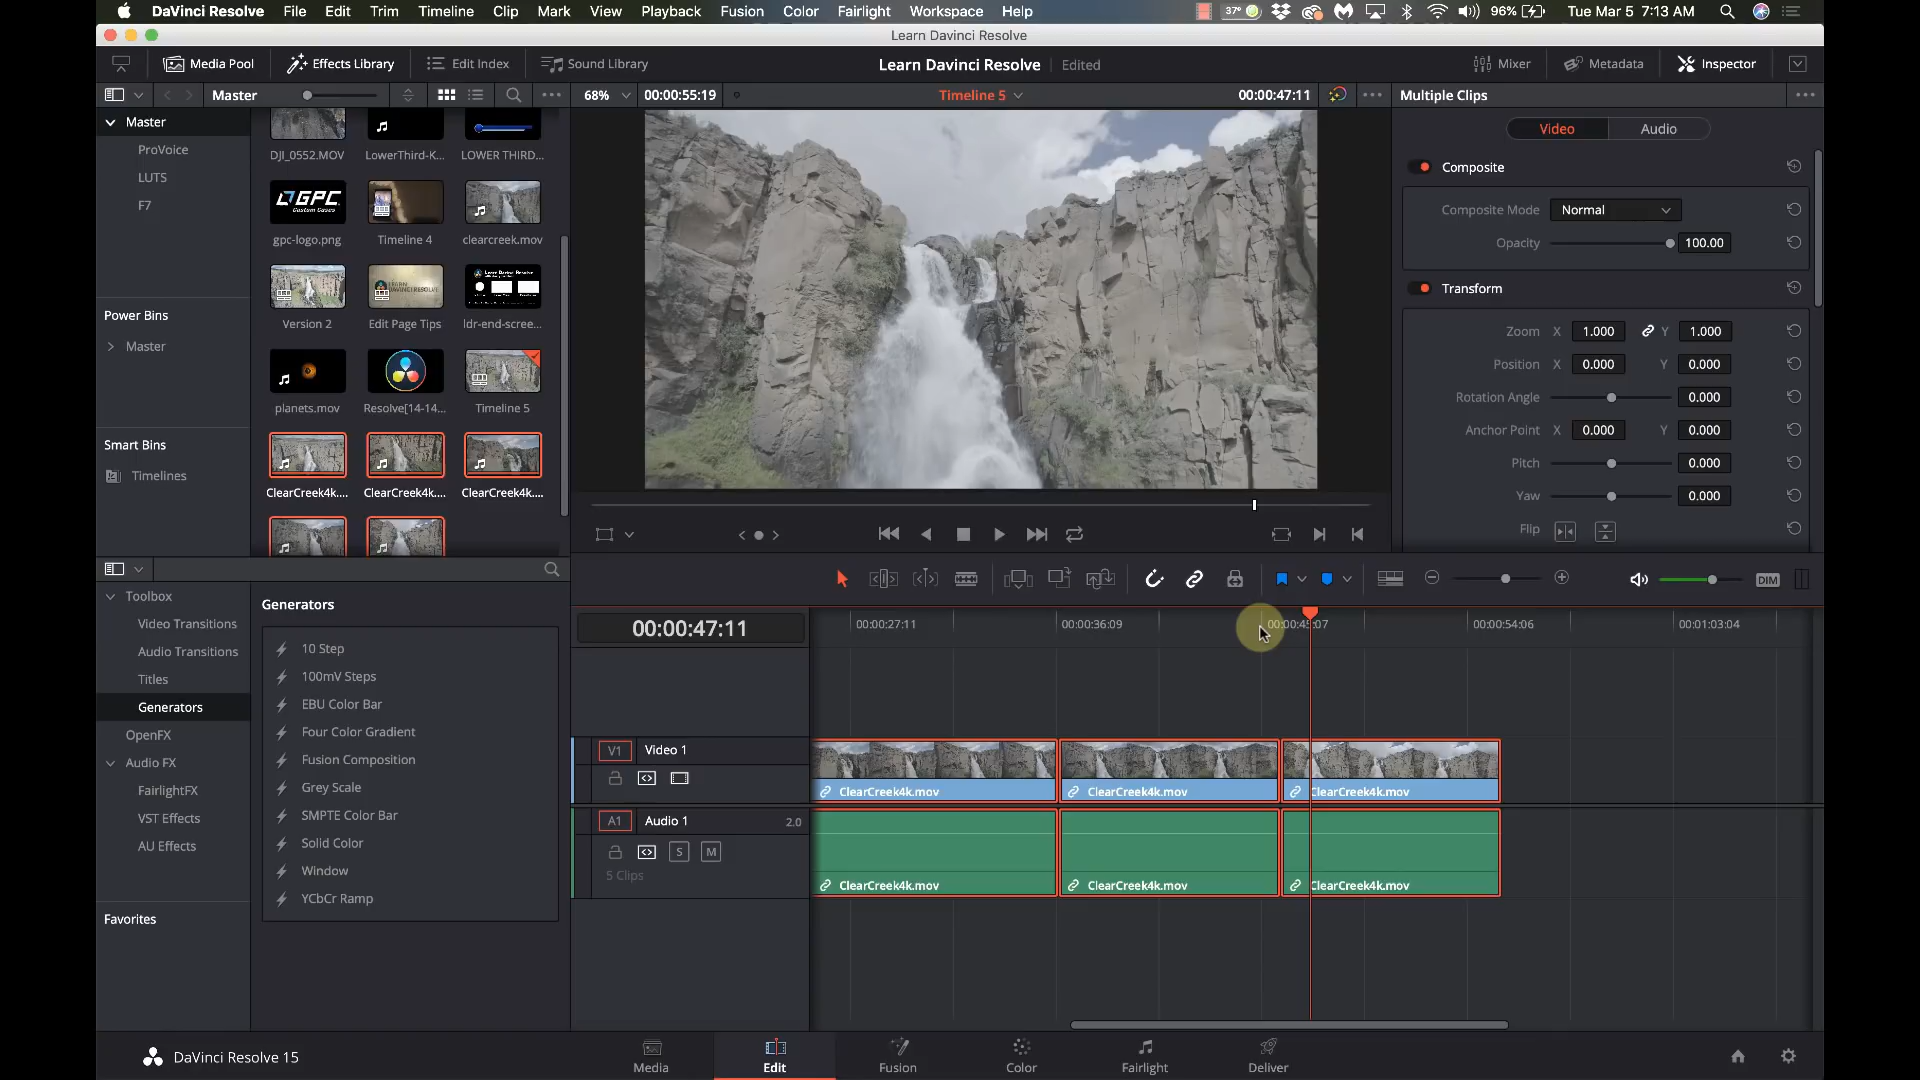 DaVinci Resolve File Edit Trim Timeline Clip Mark View Playback Fusion Color Fairlight Workspace Help
37° 96% Tue Mar 5 7:13 AM
Learn Davinci Resolve
Media Pool Effects Library Edit Index Sound Library Learn Davinci Resolve Edited Mixer Metadata Inspector
Master 68% 00:00:55:19 Timeline 5 00:00:47:11 Multiple Clips
Master
ProVoice
LUTS
F7
Power Bins
Master
Smart Bins
Timelines
DJI_0552.MOV LowerThird-K... LOWER THIRD...
GPC
Custom Cases
gpc-logo.png Timeline 4 clearcreek.mov
Version 2 Edit Page Tips ldr-end-scree...
planets.mov Resolve[14-14... Timeline 5
ClearCreek4k.... ClearCreek4k.... ClearCreek4k....
Video Audio
Composite
Composite Mode Normal
Opacity 100.00
Transform
Zoom X 1.000 Y 1.000
Position X 0.000 Y 0.000
Rotation Angle 0.000
Anchor Point X 0.000 Y 0.000
Pitch 0.000
Yaw 0.000
Flip
DIM
Toolbox
Video Transitions
Audio Transitions
Titles
Generators
OpenFX
Audio FX
FairlightFX
VST Effects
AU Effects
Favorites
Generators
10 Step
100mV Steps
EBU Color Bar
Four Color Gradient
Fusion Composition
Grey Scale
SMPTE Color Bar
Solid Color
Window
YCbCr Ramp
00:00:47:11
00:00:27:11 00:00:36:09 00:00:45:07 00:00:54:06 00:01:03:04
V1 Video 1
ClearCreek4k.mov ClearCreek4k.mov ClearCreek4k.mov
A1 Audio 1 2.0
S M
5 Clips
ClearCreek4k.mov ClearCreek4k.mov ClearCreek4k.mov
DaVinci Resolve 15
Media Edit Fusion Color Fairlight Deliver